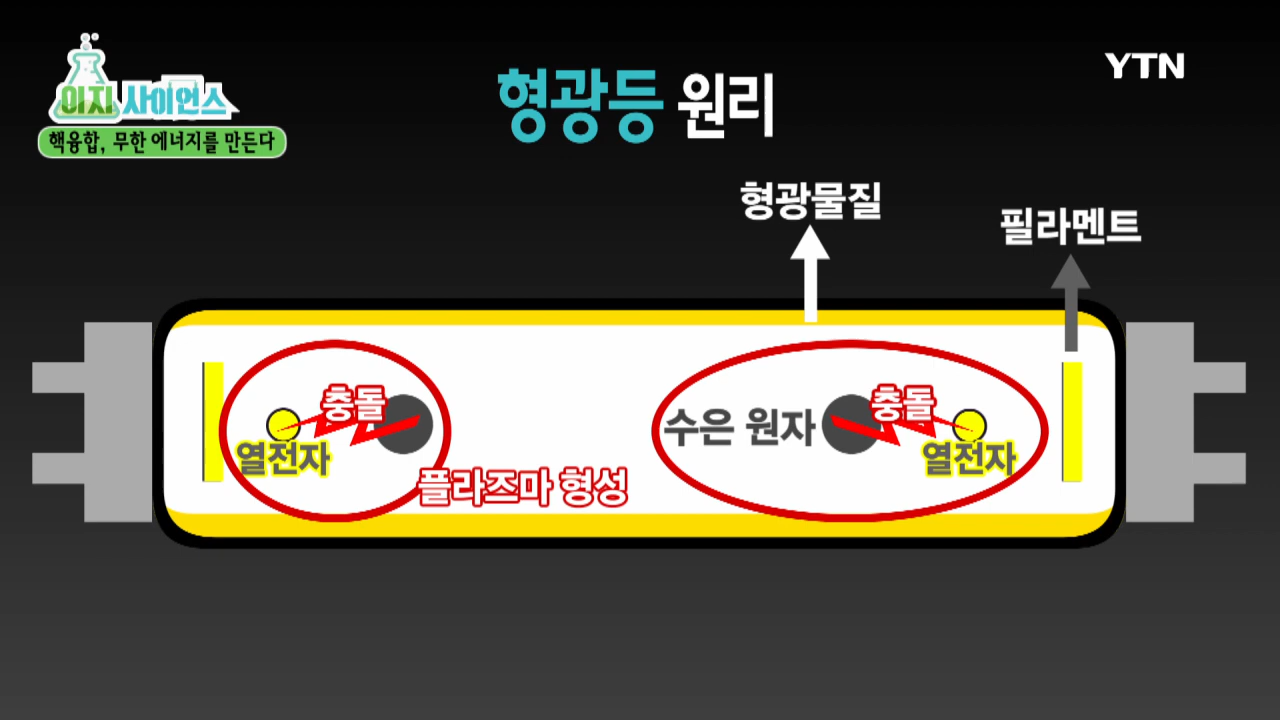 이지 사이언스
핵융합, 무한 에너지를 만든다
YTN
형광등 원리
형광물질
필라멘트
충돌
열전자
플라즈마 형성
수은 원자
충돌
열전자